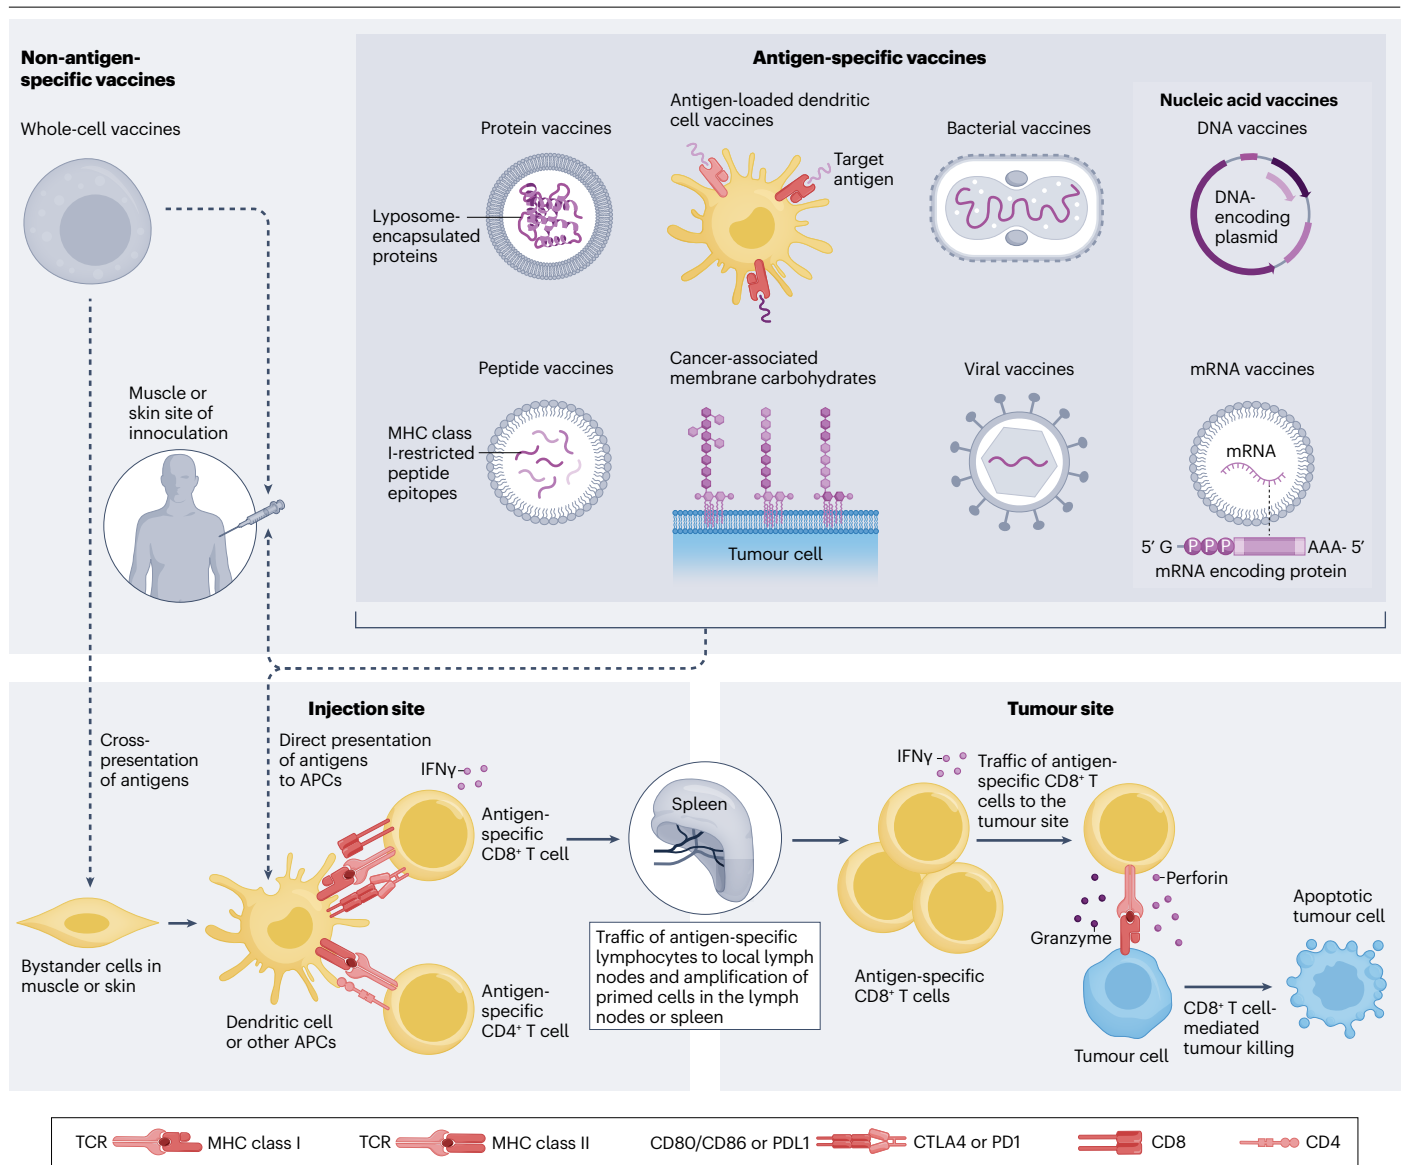 Non-antigen-
specific vaccines
Whole-cell vaccines
Muscle or
skin site of
innoculation
Antigen-specific vaccines
Protein vaccines
Lyposome-
encapsulated
proteins
Antigen-loaded dendritic
cell vaccines
Target
antigen
Bacterial vaccines
Nucleic acid vaccines
DNA vaccines
DNA-
encoding
plasmid
Peptide vaccines
MHC class
I-restricted
peptide
epitopes
Cancer-associated
membrane carbohydrates
Tumour cell
Viral vaccines
mRNA vaccines
mRNA
5′ G PPP AAA- 5′
mRNA encoding protein
Injection site
Cross-
presentation
of antigens
Direct presentation
of antigens
to APCs
IFNγ
Antigen-
specific
CD8⁺ T cell
Bystander cells in
muscle or skin
Dendritic cell
or other APCs
Antigen-
specific
CD4⁺ T cell
Spleen
Traffic of antigen-specific
lymphocytes to local lymph
nodes and amplification of
primed cells in the lymph
nodes or spleen
Tumour site
IFNγ
Traffic of antigen-
specific CD8⁺ T
cells to the
tumour site
Antigen-specific
CD8⁺ T cells
Perforin
Granzyme
Tumour cell
CD8⁺ T cell-
mediated
tumour killing
Apoptotic
tumour cell
TCR MHC class I TCR MHC class II CD80/CD86 or PDL1 CTLA4 or PD1 CD8 CD4